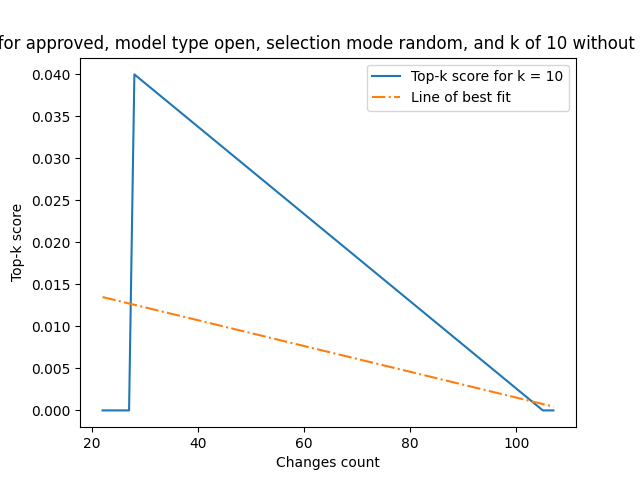 for approved, model type open, selection mode random, and k of 10 without
Top-k score for k = 10
Line of best fit
Top-k score
0.040
0.035
0.030
0.025
0.020
0.015
0.010
0.005
0.000
20 40 60 80 100
Changes count